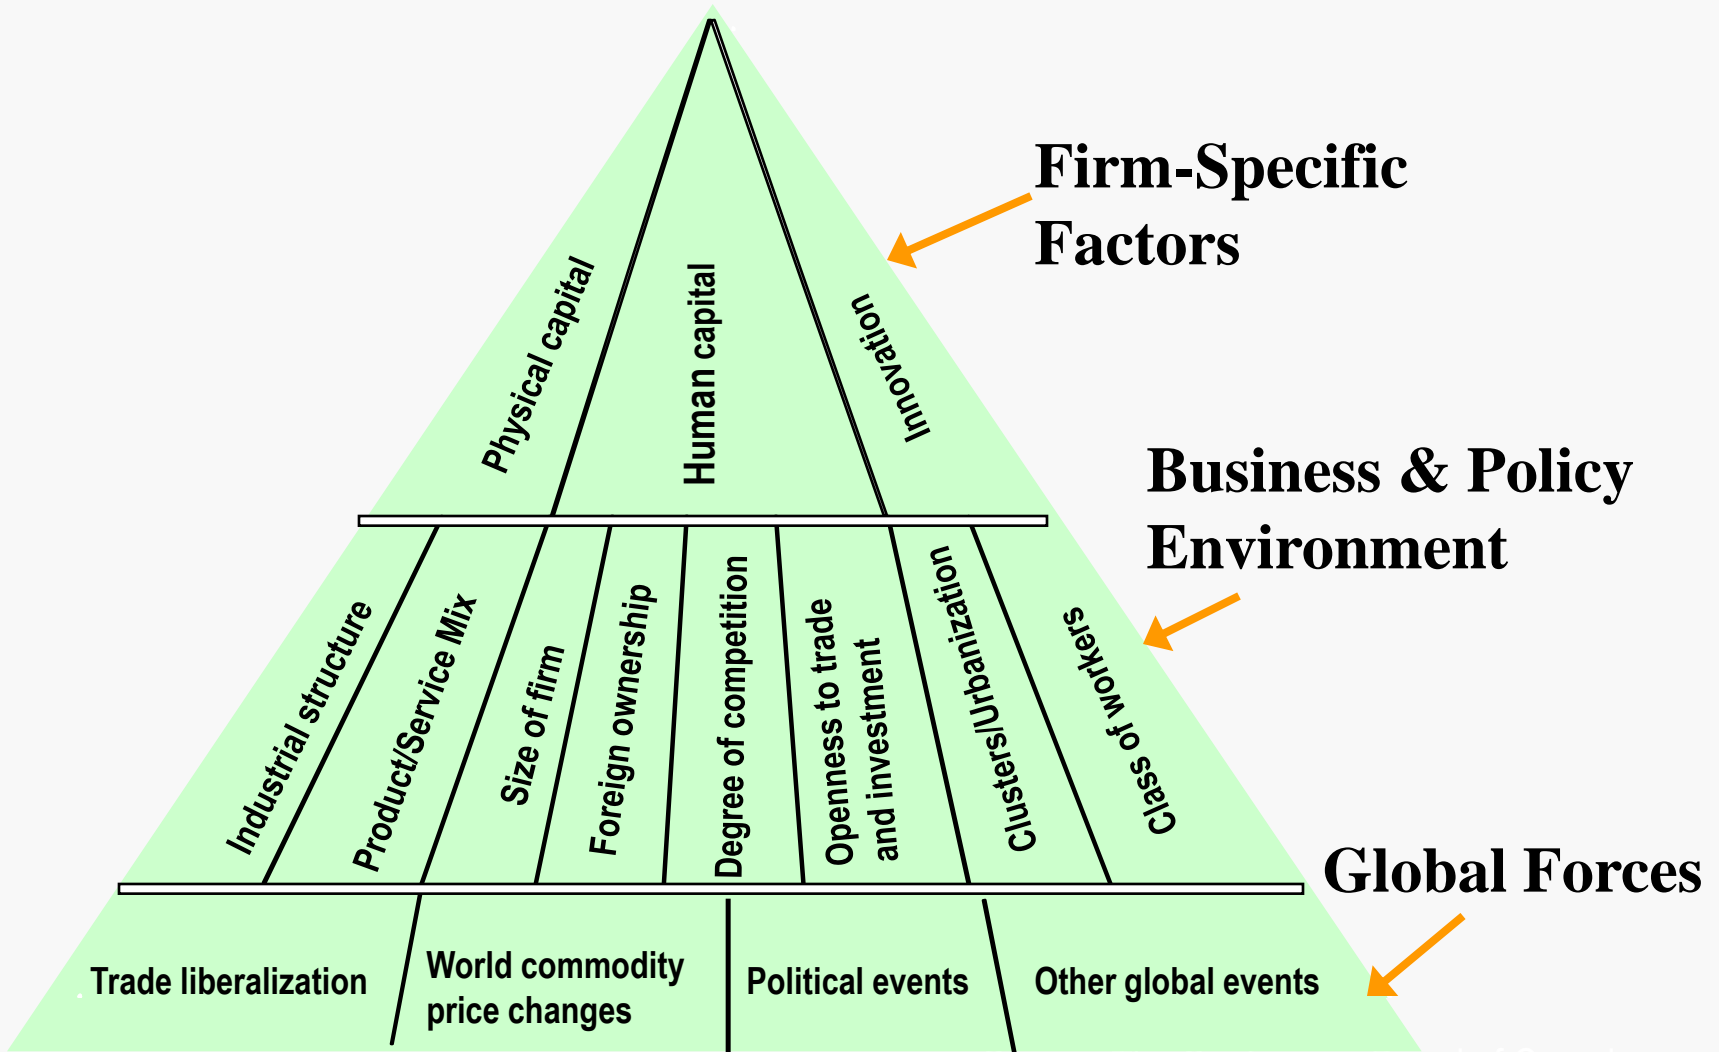 Firm-Specific
Factors
Physical capital
Human capital
Innovation
Business & Policy
Environment
Industrial structure
Product/Service Mix
Size of firm
Foreign ownership
Degree of competition
Openness to trade
and investment
Clusters/Urbanization
Class of workers
Global Forces
Trade liberalization
World commodity
price changes
Political events
Other global events